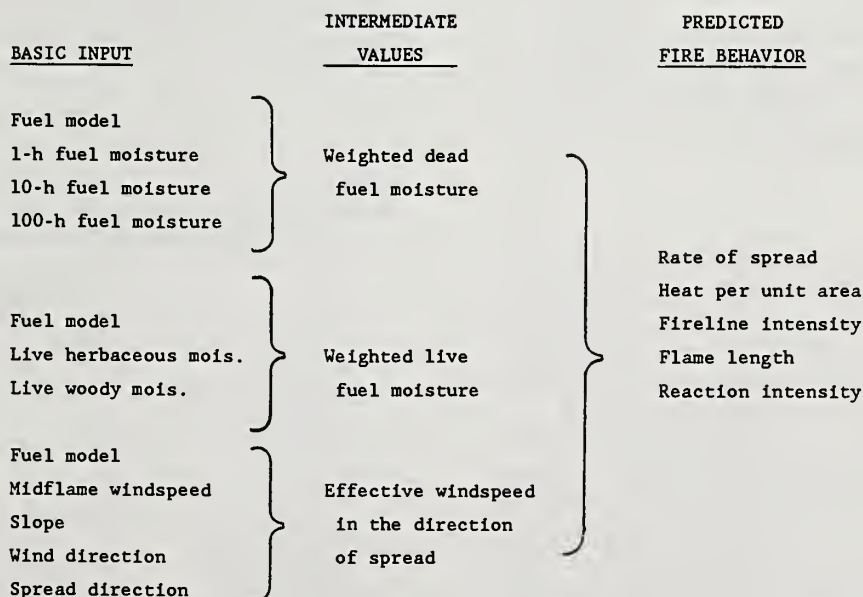 INTERMEDIATE PREDICTED
BASIC INPUT VALUES FIRE BEHAVIOR
Fuel model
1-h fuel moisture Weighted dead
10-h fuel moisture fuel moisture
100-h fuel moisture
Rate of spread
Heat per unit area
Fuel model Fireline intensity
Live herbaceous mois. Weighted live Flame length
Live woody mois. fuel moisture Reaction intensity
Fuel model
Midflame windspeed Effective windspeed
Slope in the direction
Wind direction of spread
Spread direction